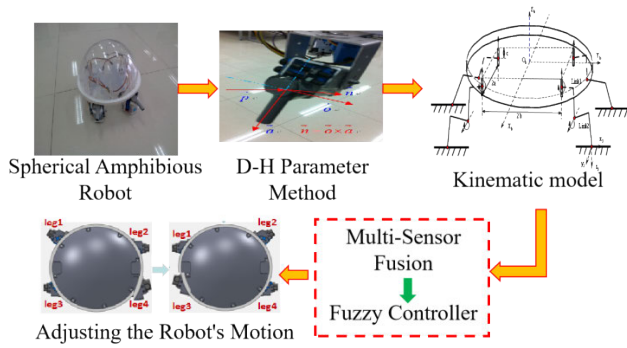 Spherical Amphibious
Robot
D-H Parameter
Method
Kinematic model
leg1
leg2
leg3
leg4
leg1
leg2
leg3
leg4
Adjusting the Robot's Motion
Multi-Sensor
Fusion
Fuzzy Controller